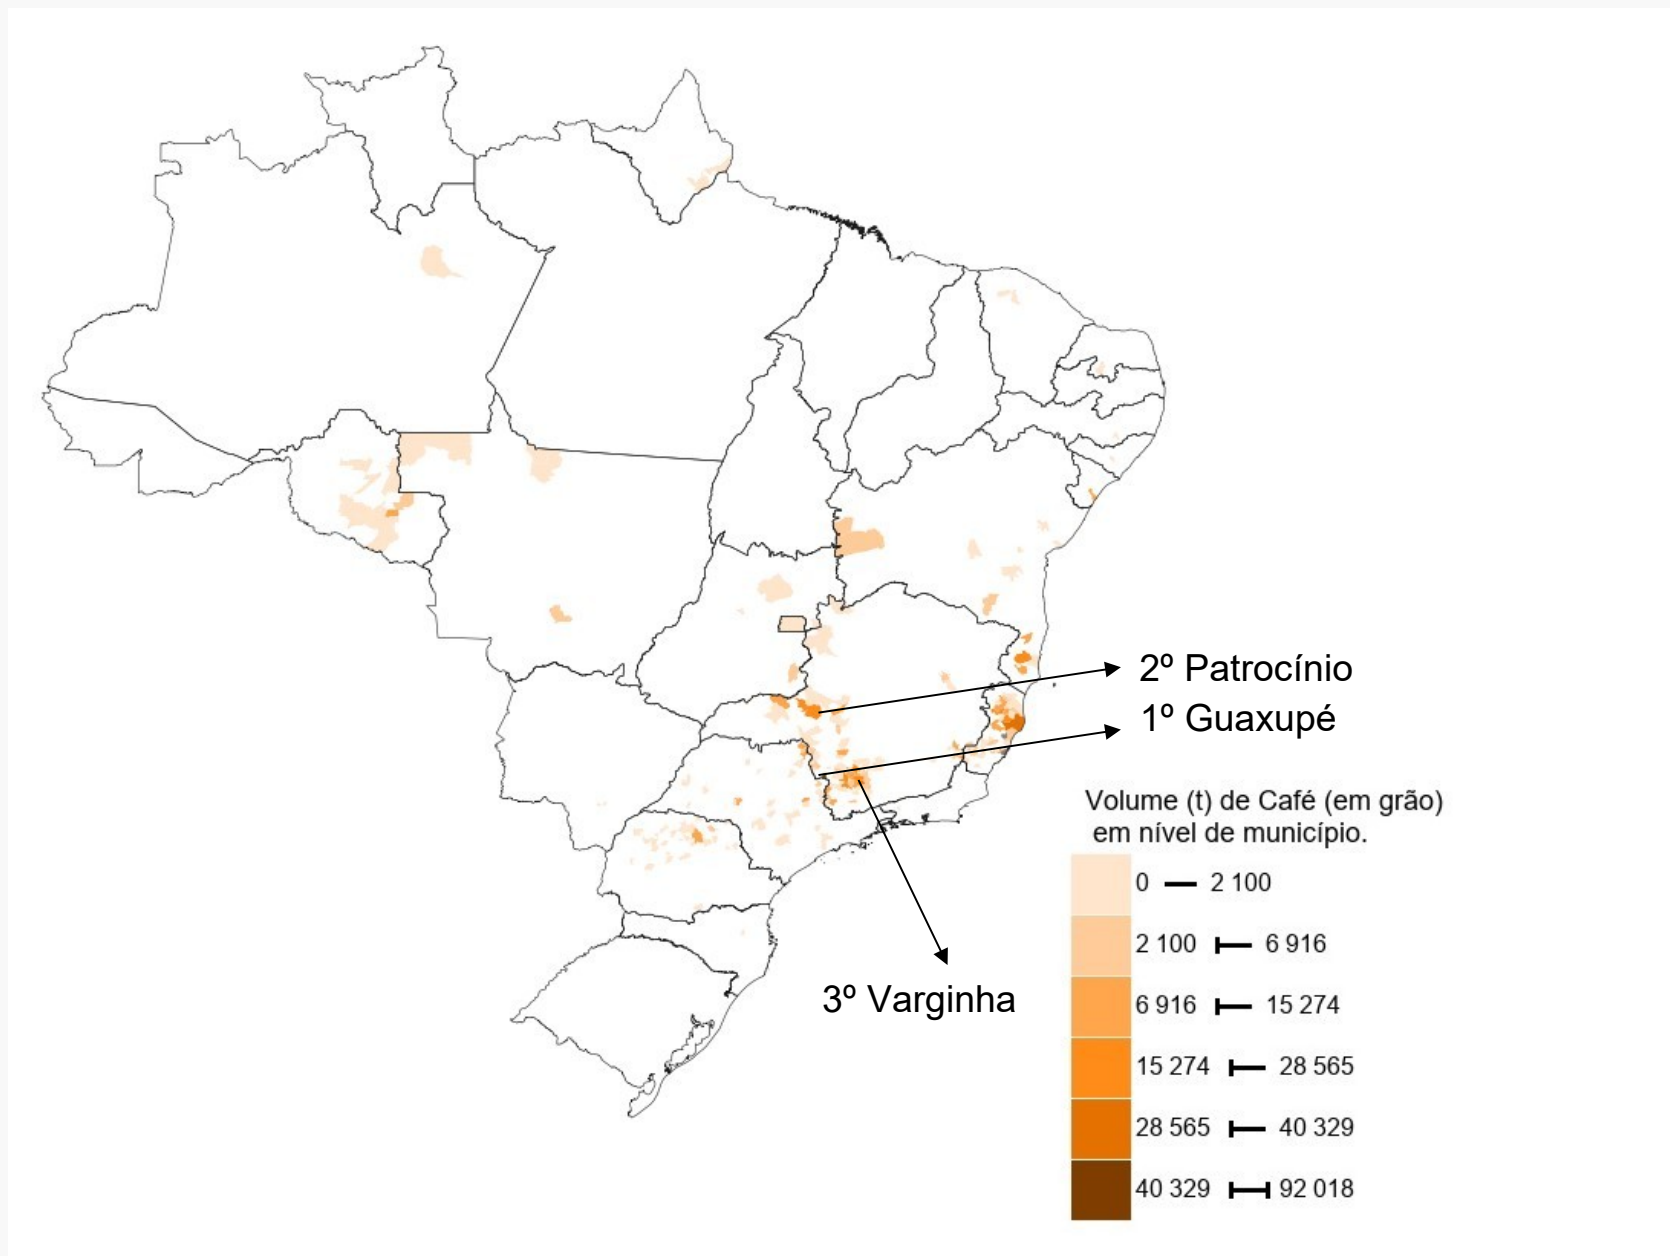 2º Patrocínio
1º Guaxupé
3º Varginha
Volume (t) de Café (em grão)
em nível de município.
0 — 2 100
2 100 ⊢ 6 916
6 916 ⊢ 15 274
15 274 ⊢ 28 565
28 565 ⊢ 40 329
40 329 ⊢⊣ 92 018